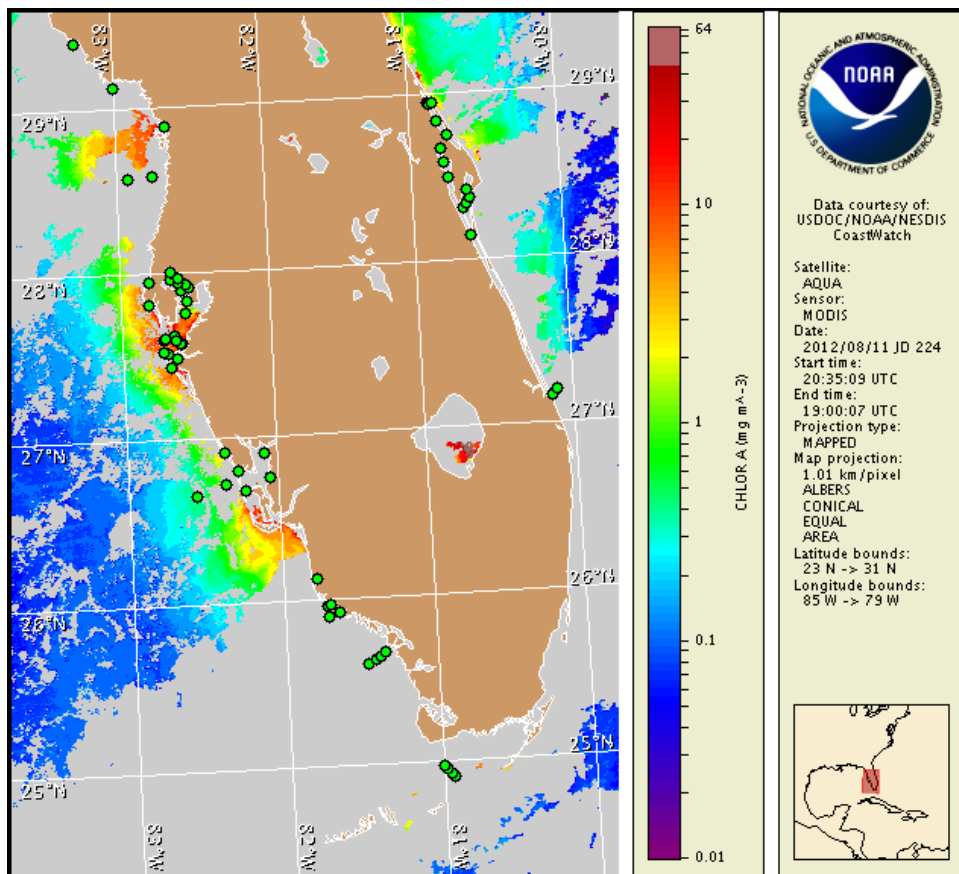 83°W
82°W
81°W
80°W
29°N
29°N
28°N
28°N
27°N
27°N
26°N
26°N
25°N
25°N
83°W
82°W
81°W
64
10
1
0.1
0.01
CHLOR A (mg m^-3)
NATIONAL OCEANIC AND ATMOSPHERIC ADMINISTRATION
NOAA
U.S. DEPARTMENT OF COMMERCE
Data courtesy of:
USDOC/NOAA/NESDIS
CoastWatch
Satellite:
AQUA
Sensor:
MODIS
Date:
2012/08/11 JD 224
Start time:
20:35:09 UTC
End time:
19:00:07 UTC
Projection type:
MAPPED
Map projection:
1.01 km/pixel
ALBERS
CONICAL
EQUAL
AREA
Latitude bounds:
23 N -> 31 N
Longitude bounds:
85 W -> 79 W